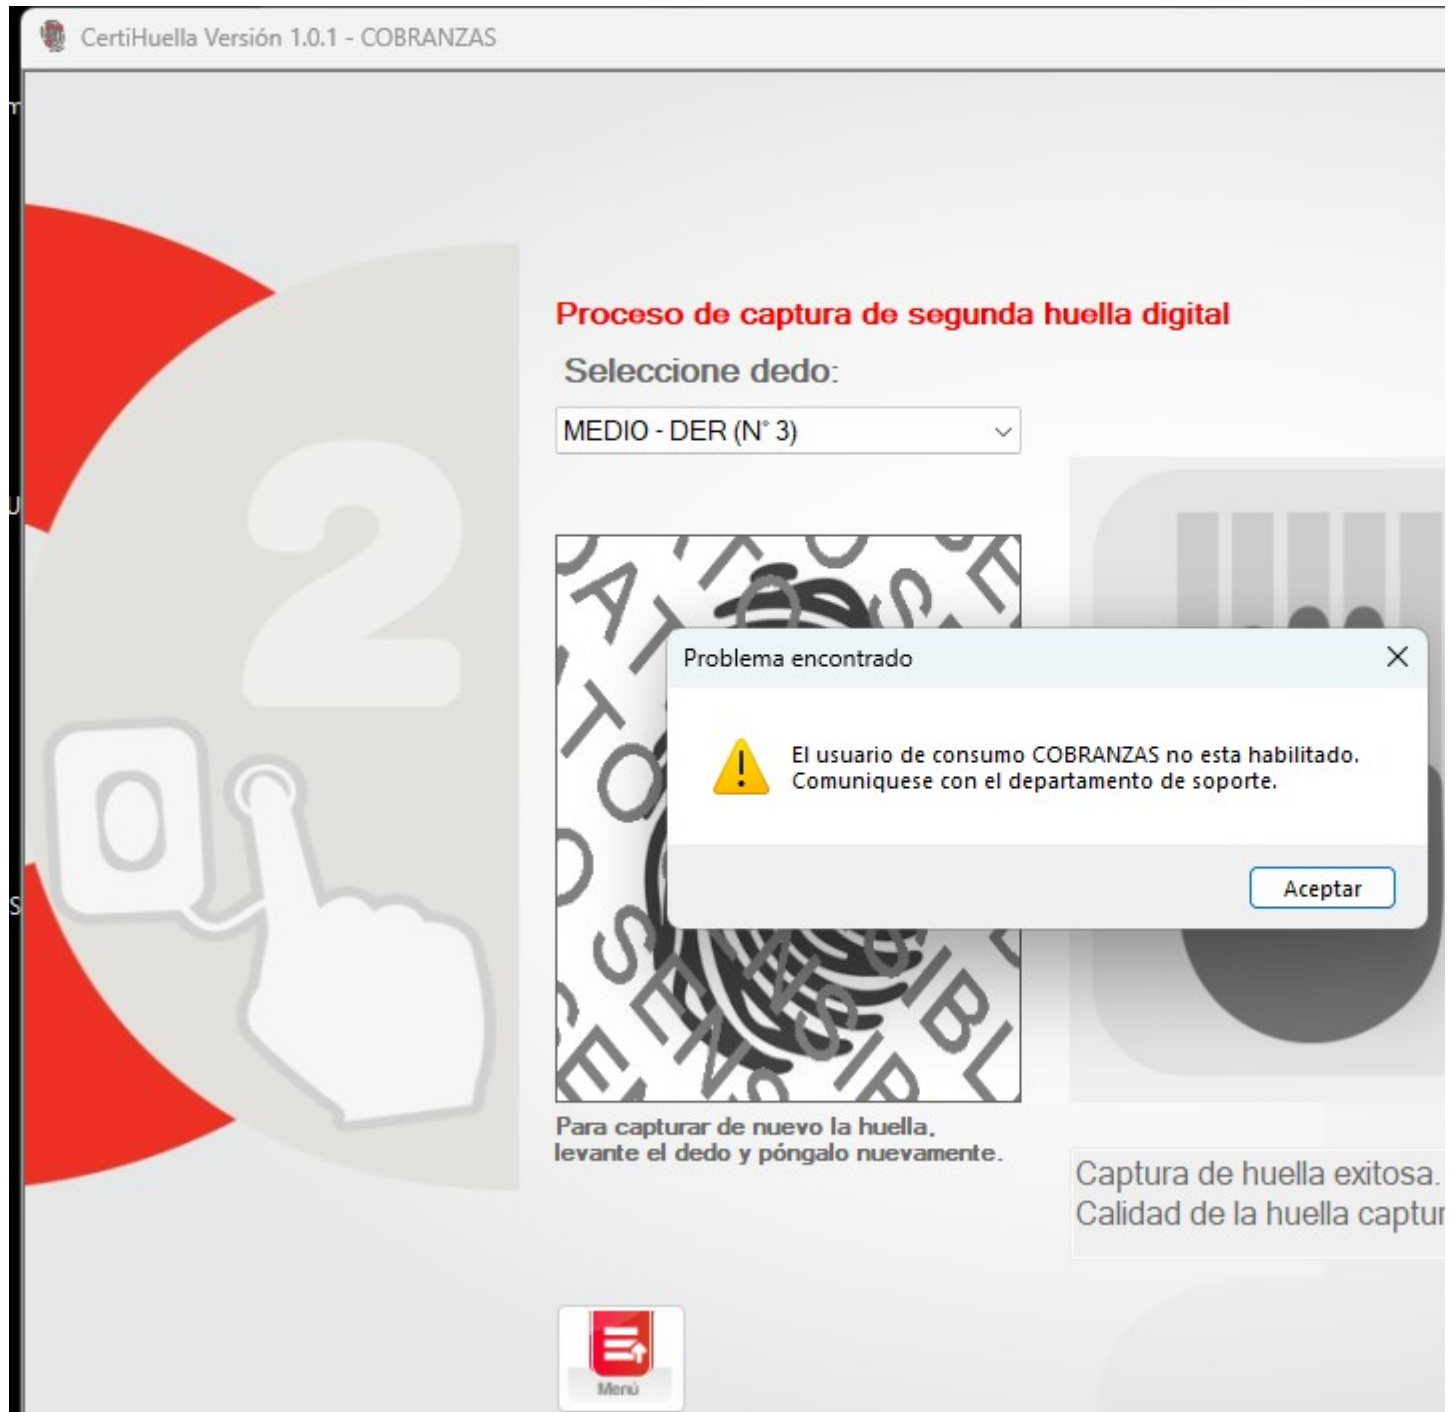 CertiHuella Versión 1.0.1 - COBRANZAS
Proceso de captura de segunda huella digital
Seleccione dedo:
MEDIO - DER (N° 3)
2
Problema encontrado
El usuario de consumo COBRANZAS no esta habilitado.
Comuniquese con el departamento de soporte.
Aceptar
Para capturar de nuevo la huella,
levante el dedo y póngalo nuevamente.
Captura de huella exitosa.
Calidad de la huella captur
Menú